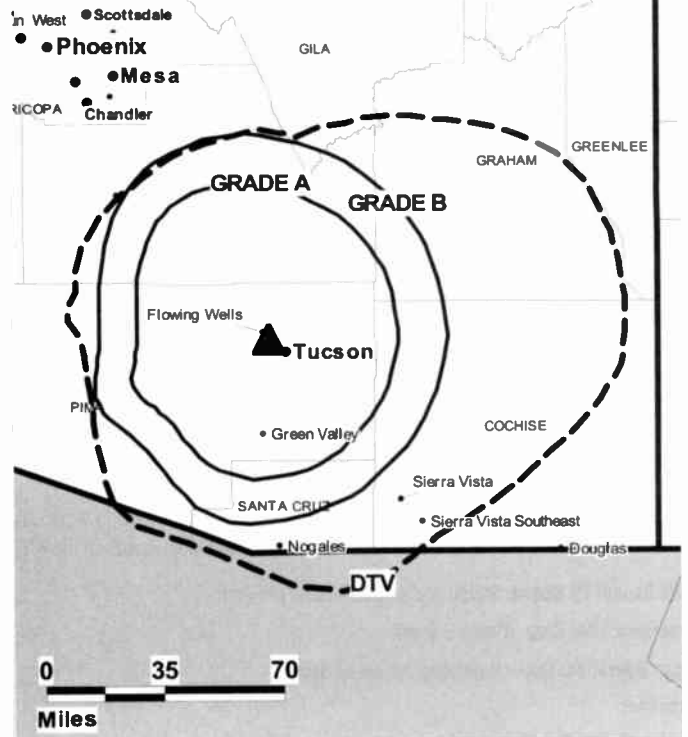 n West
Scottsdale
Phoenix
Mesa
RICOPA
Chandler
GILA
GRAHAM
GREENLEE
GRADE A
GRADE B
Flowing Wells
Tucson
PIMA
Green Valley
COCHISE
Sierra Vista
SANTA CRUZ
Sierra Vista Southeast
Nogales
Douglas
DTV
0 35 70
Miles